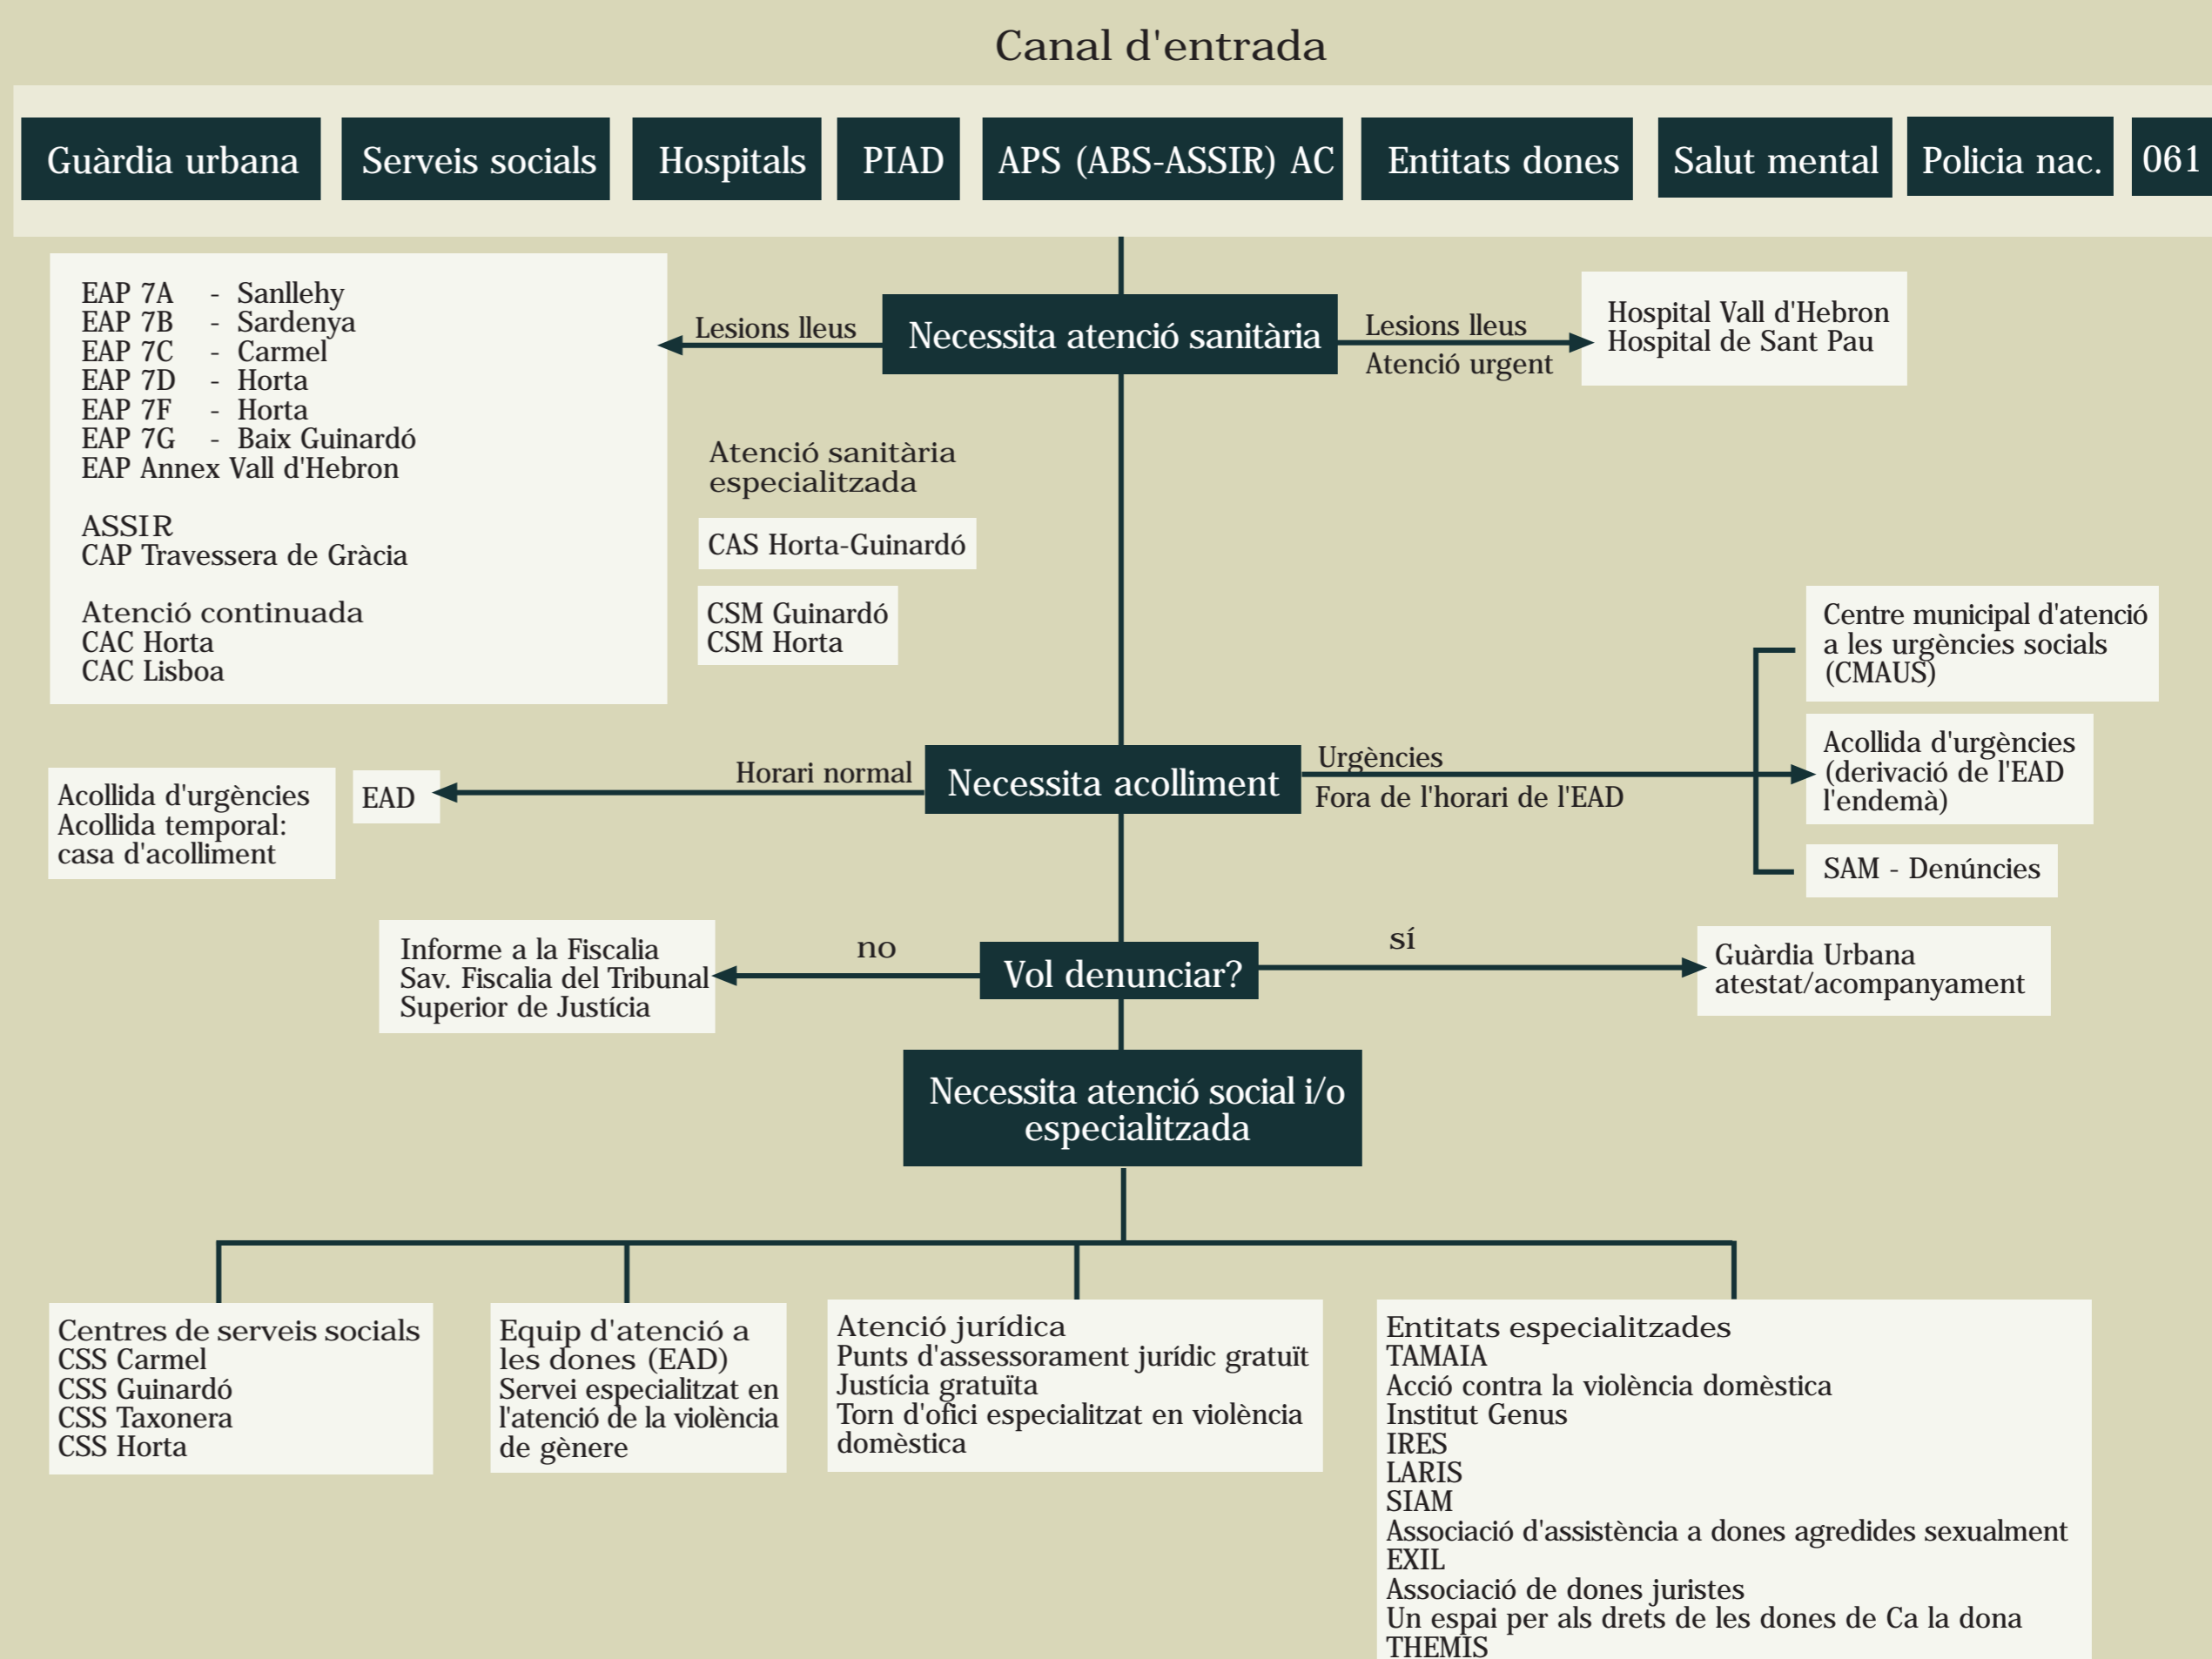 Canal d'entrada
Guàrdia urbana
Serveis socials
Hospitals
PIAD
APS (ABS-ASSIR) AC
Entitats dones
Salut mental
Policia nac.
061
EAP 7A - Sanllehy
EAP 7B - Sardenya
EAP 7C - Carmel
EAP 7D - Horta
EAP 7F - Horta
EAP 7G - Baix Guinardó
EAP Annex Vall d'Hebron
ASSIR
CAP Travessera de Gràcia
Atenció continuada
CAC Horta
CAC Lisboa
Lesions lleus
Necessita atenció sanitària
Lesions lleus
Atenció urgent
Hospital Vall d'Hebron
Hospital de Sant Pau
Atenció sanitària
especialitzada
CAS Horta-Guinardó
CSM Guinardó
CSM Horta
Centre municipal d'atenció
a les urgències socials
(CMAUS)
Acollida d'urgències
(derivació de l'EAD
l'endemà)
SAM - Denúncies
Acollida d'urgències
Acollida temporal:
casa d'acolliment
EAD
Horari normal
Necessita acolliment
Urgències
Fora de l'horari de l'EAD
Informe a la Fiscalia
Sav. Fiscalia del Tribunal
Superior de Justícia
no
Vol denunciar?
sí
Guàrdia Urbana
atestat/acompanyament
Necessita atenció social i/o
especialitzada
Centres de serveis socials
CSS Carmel
CSS Guinardó
CSS Taxonera
CSS Horta
Equip d'atenció a
les dones (EAD)
Servei especialitzat en
l'atenció de la violència
de gènere
Atenció jurídica
Punts d'assessorament jurídic gratuït
Justícia gratuïta
Torn d'ofici especialitzat en violència
domèstica
Entitats especialitzades
TAMAIA
Acció contra la violència domèstica
Institut Genus
IRES
LARIS
SIAM
Associació d'assistència a dones agredides sexualment
EXIL
Associació de dones juristes
Un espai per als drets de les dones de Ca la dona
THEMIS